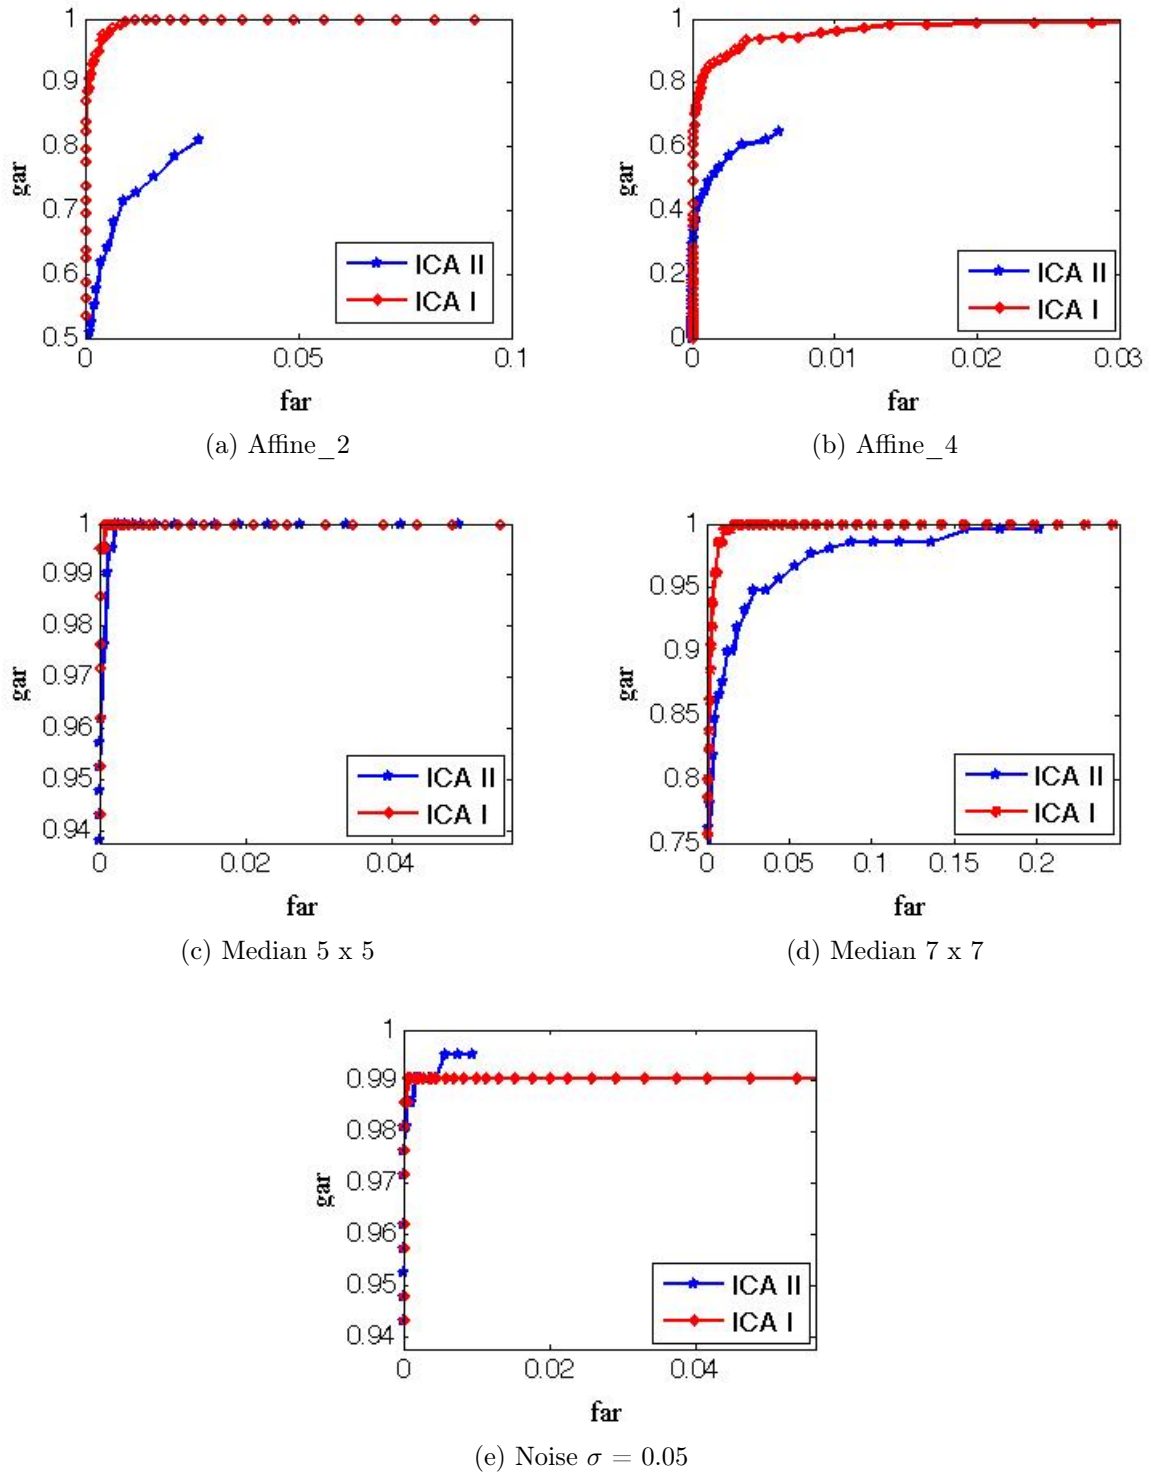 1
0.9
0.8
0.7
0.6
0.5
0 0.05 0.1
gar
far
ICA II
ICA I
(a) Affine_2
1
0.8
0.6
0.4
0.2
0
0 0.01 0.02 0.03
gar
far
ICA II
ICA I
(b) Affine_4
1
0.99
0.98
0.97
0.96
0.95
0.94
0 0.02 0.04
gar
far
ICA II
ICA I
(c) Median 5 x 5
1
0.95
0.9
0.85
0.8
0.75
0 0.05 0.1 0.15 0.2
gar
far
ICA II
ICA I
(d) Median 7 x 7
1
0.99
0.98
0.97
0.96
0.95
0.94
0 0.02 0.04
gar
far
ICA II
ICA I
(e) Noise σ = 0.05